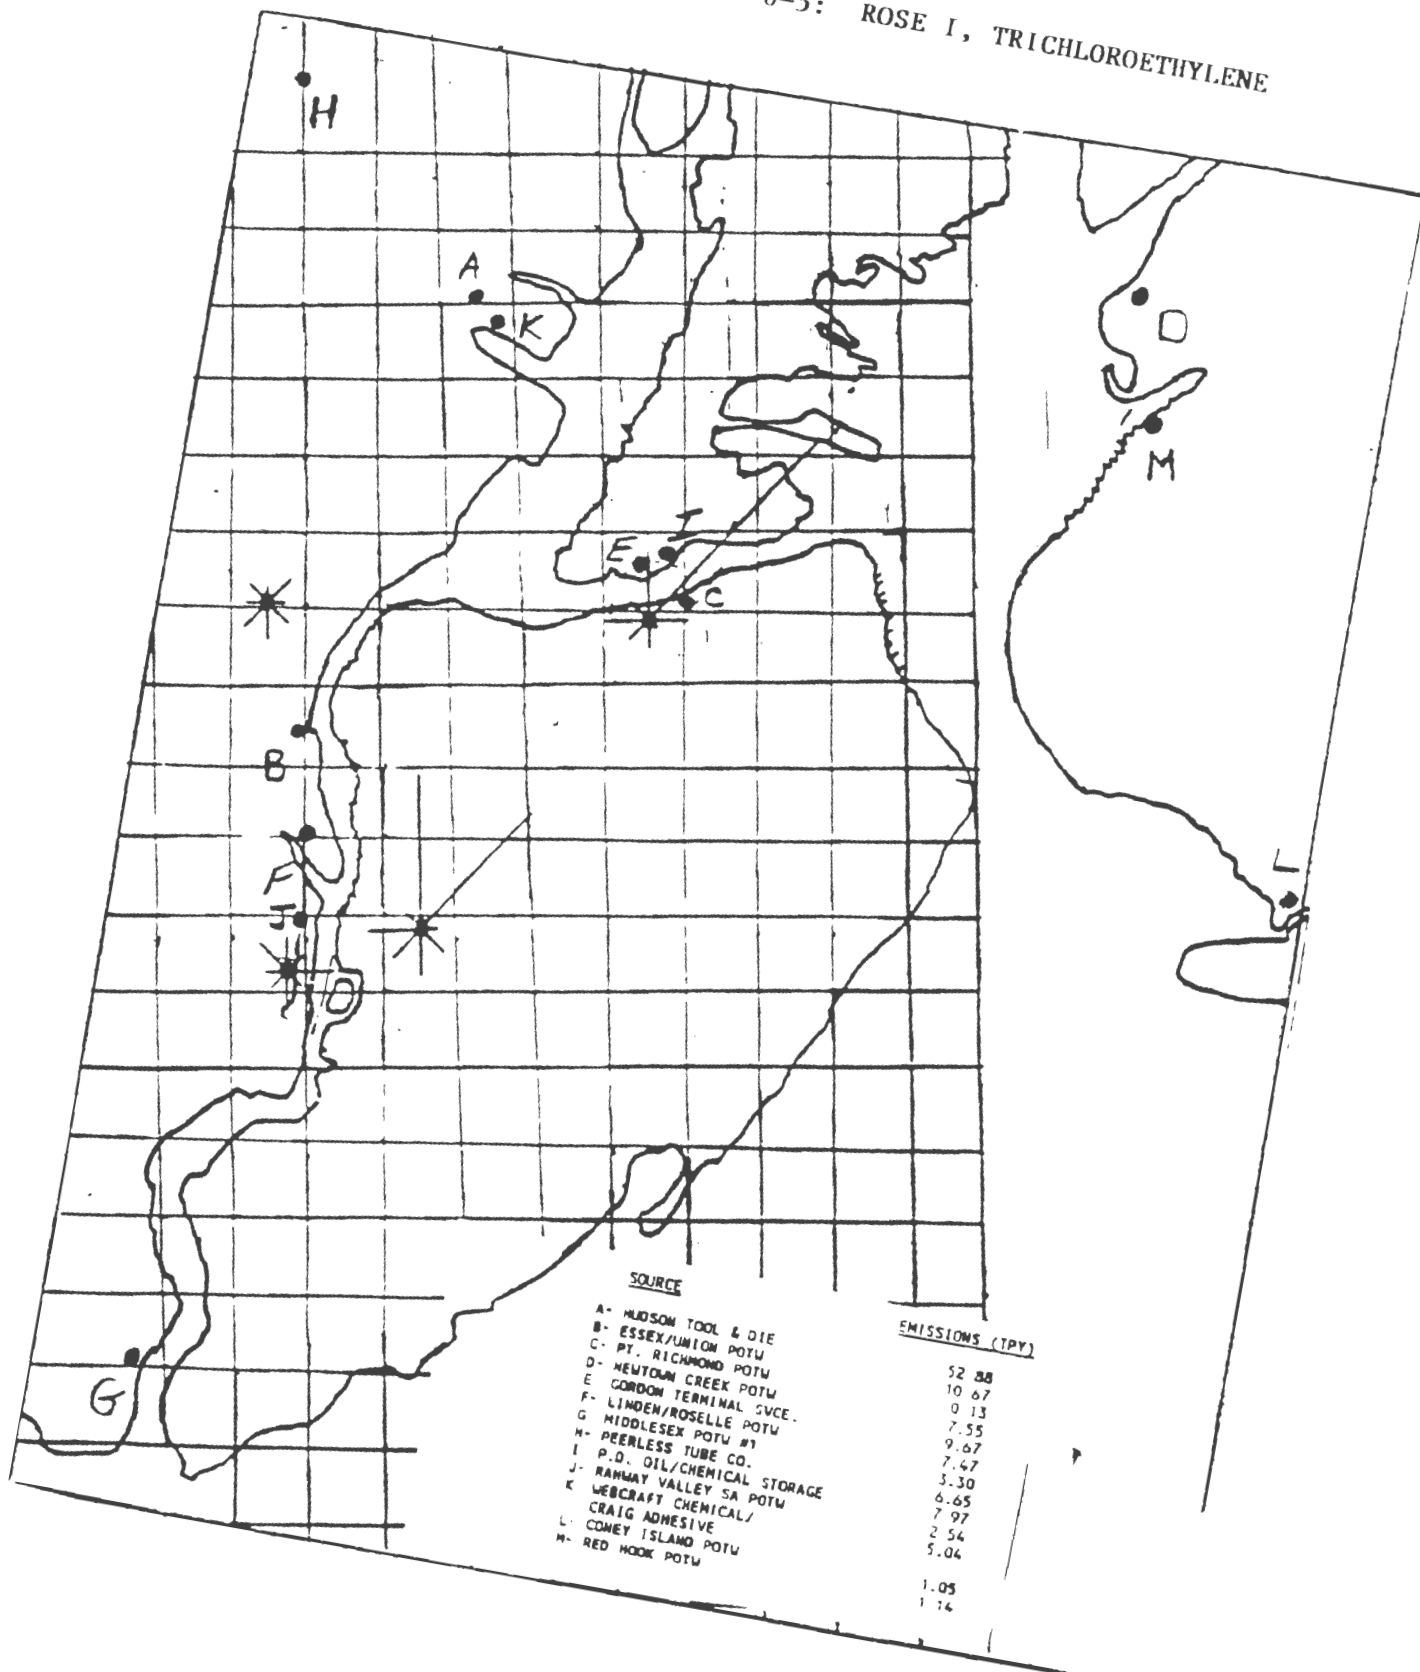 6-5: ROSE I, TRICHLOROETHYLENE
H
A
K
O
M
I
E
C
B
F
J
D
L
G
SOURCE
EMISSIONS (TPY)
A- HUDSON TOOL & DIE 52 88
B- ESSEX/UNION POTW 10 67
C- PT. RICHMOND POTW 0 13
D- NEWTOWN CREEK POTW 7.55
E GORDON TERMINAL SVCE. 9.67
F- LINDEN/ROSELLE POTW 7.47
G MIDDLESEX POTW #1 3.30
H- PEERLESS TUBE CO. 6.65
I P.D. OIL/CHEMICAL STORAGE 7 97
J- RAHWAY VALLEY SA POTW 2 54
K WEBCRAFT CHEMICAL/ 5.04
CRAIG ADHESIVE
L- CONEY ISLAND POTW 1.05
M- RED HOOK POTW 1 14